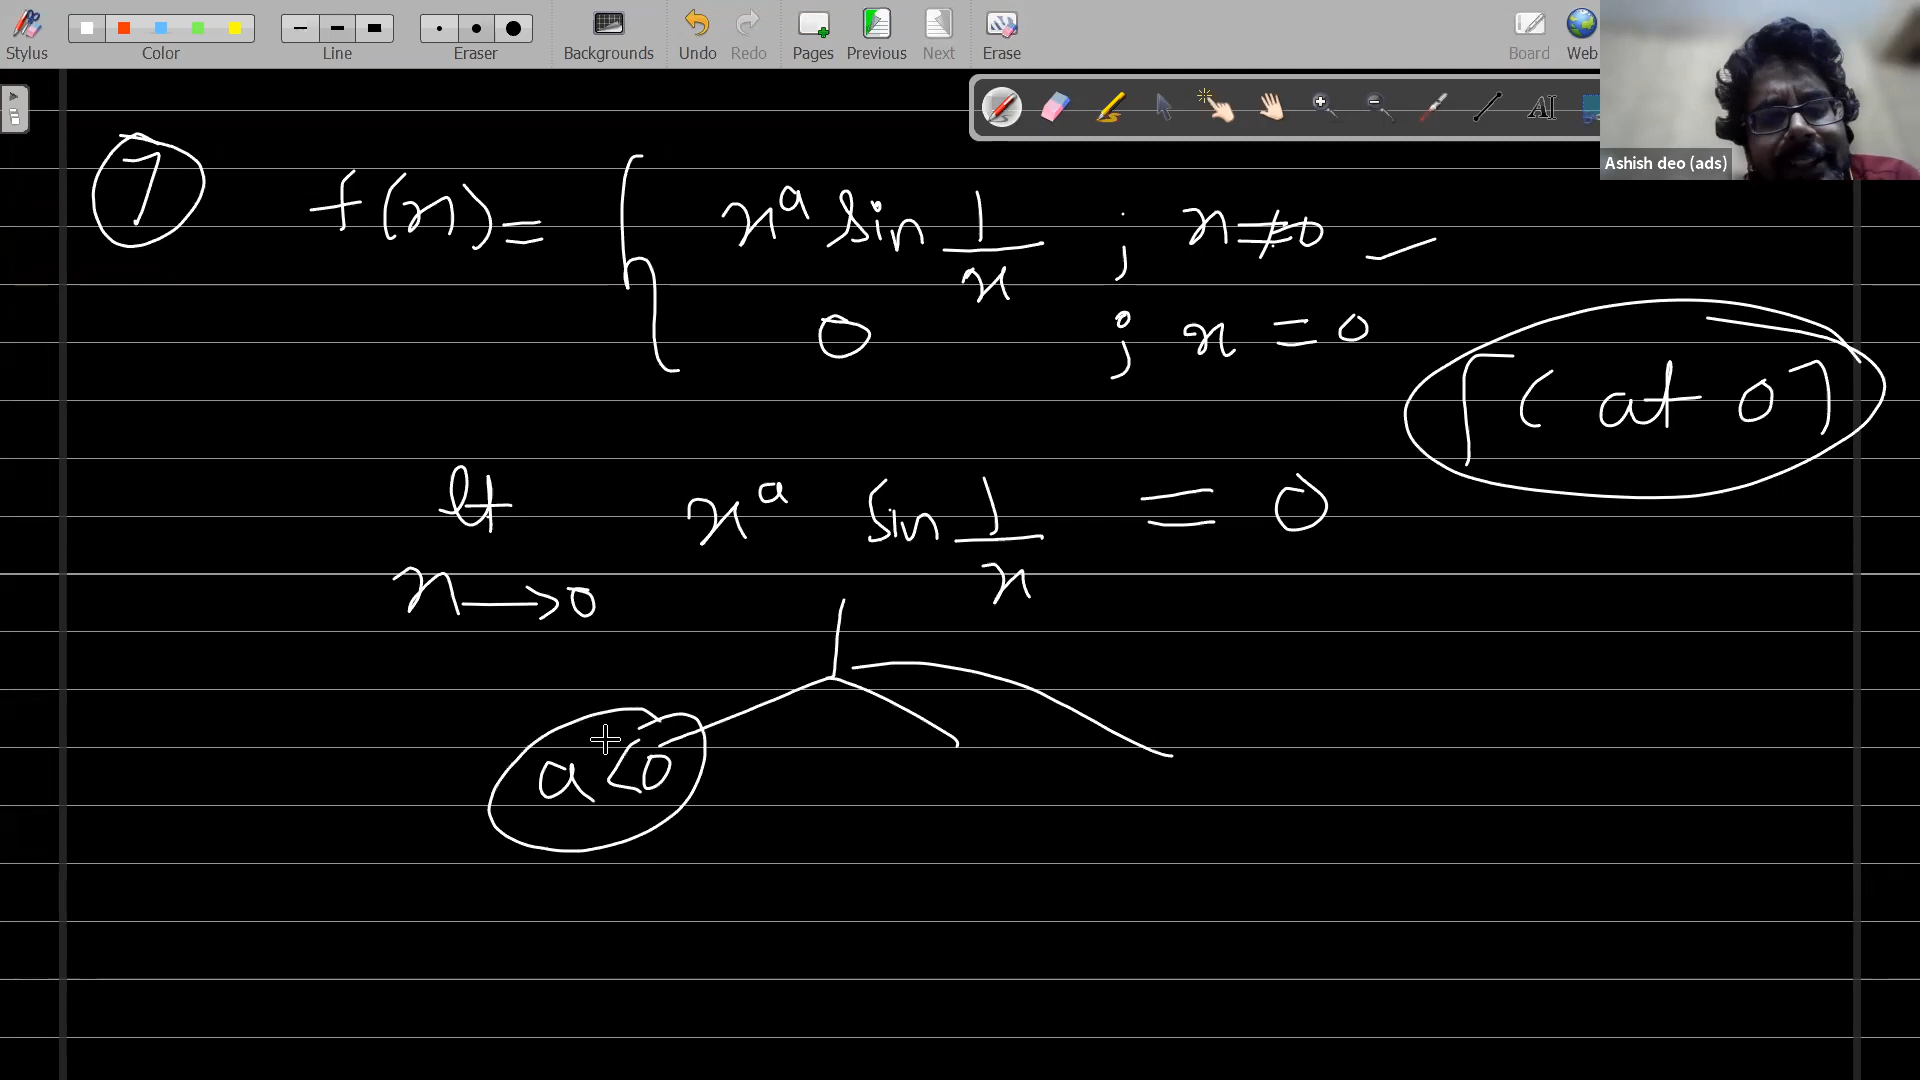 Stylus Color Line Eraser Backgrounds Undo Redo Pages Previous Next Erase Board Web
Ashish deo (ads)
7 f(x) = { x^a sin 1/x ; x ≠ 0
0 ; x = 0
[( at 0]
lt x→0 x^a sin 1/x = 0
a<0